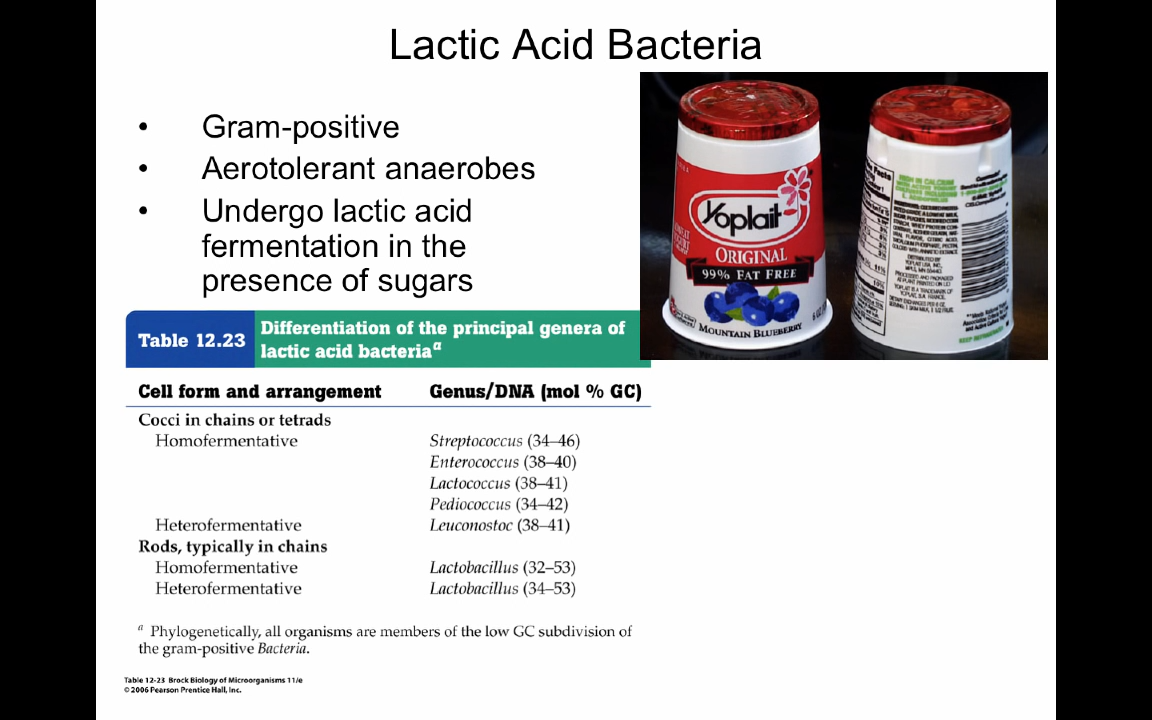 Lactic Acid Bacteria
• Gram-positive
• Aerotolerant anaerobes
• Undergo lactic acid
fermentation in the
presence of sugars
Yoplait
ORIGINAL
99% FAT FREE
MOUNTAIN BLUEBERRY
Table 12.23
Differentiation of the principal genera of
lactic acid bacteriaᵃ
Cell form and arrangement Genus/DNA (mol % GC)
Cocci in chains or tetrads
Homofermentative Streptococcus (34–46)
Enterococcus (38–40)
Lactococcus (38–41)
Pediococcus (34–42)
Heterofermentative Leuconostoc (38–41)
Rods, typically in chains
Homofermentative Lactobacillus (32–53)
Heterofermentative Lactobacillus (34–53)
ᵃ Phylogenetically, all organisms are members of the low GC subdivision of
the gram-positive Bacteria.
Table 12-23 Brock Biology of Microorganisms 11/e
© 2006 Pearson Prentice Hall, Inc.